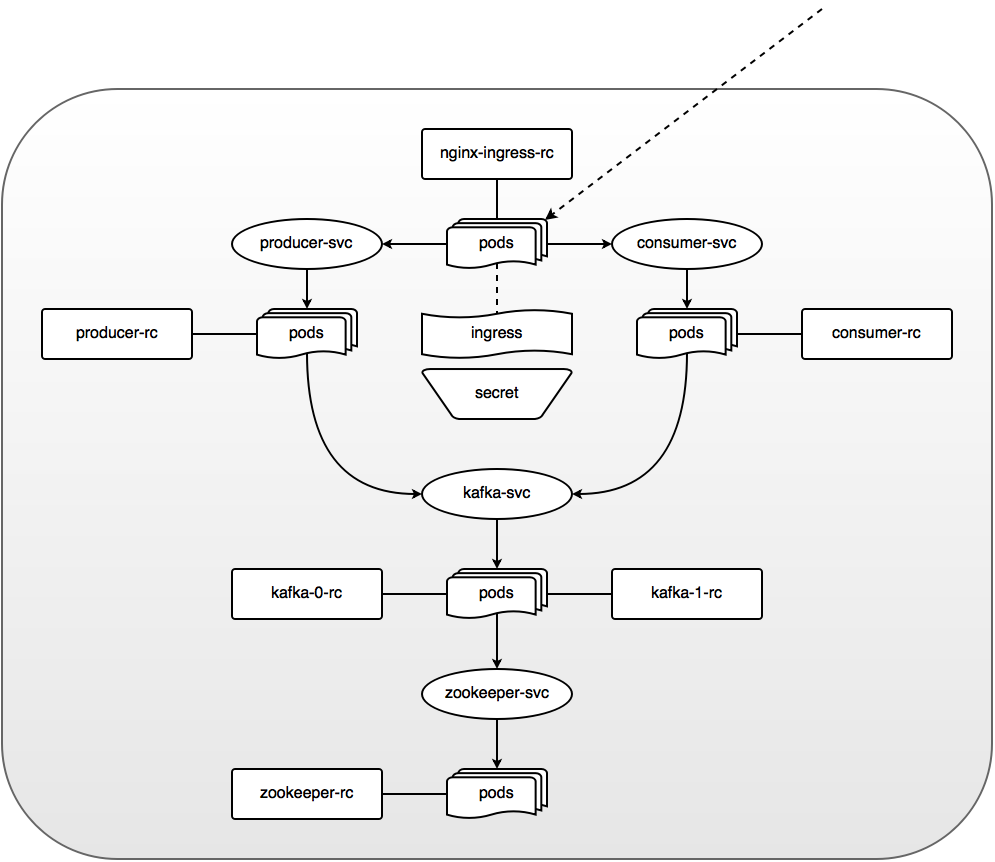 nginx-ingress-rc
producer-svc
pods
consumer-svc
producer-rc
pods
ingress
pods
consumer-rc
secret
kafka-svc
kafka-0-rc
pods
kafka-1-rc
zookeeper-svc
zookeeper-rc
pods